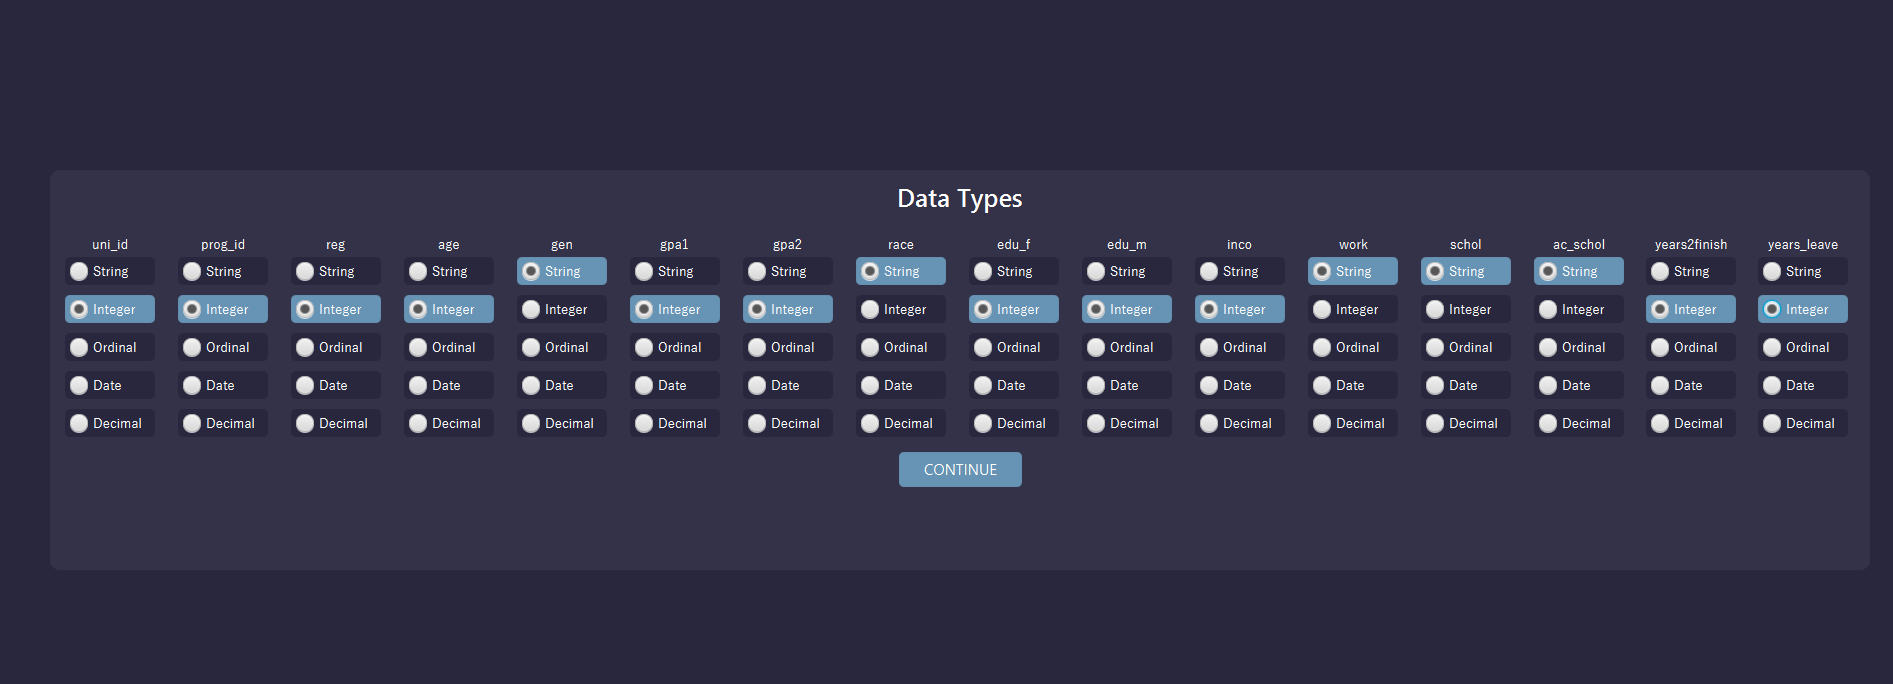 Data Types
uni_id prog_id reg age gen gpa1 gpa2 race edu_f edu_m inco work schol ac_schol years2finish years_leave
String String String String String String String String String String String String String String String String
Integer Integer Integer Integer Integer Integer Integer Integer Integer Integer Integer Integer Integer Integer Integer Integer
Ordinal Ordinal Ordinal Ordinal Ordinal Ordinal Ordinal Ordinal Ordinal Ordinal Ordinal Ordinal Ordinal Ordinal Ordinal Ordinal
Date Date Date Date Date Date Date Date Date Date Date Date Date Date Date Date
Decimal Decimal Decimal Decimal Decimal Decimal Decimal Decimal Decimal Decimal Decimal Decimal Decimal Decimal Decimal Decimal
CONTINUE